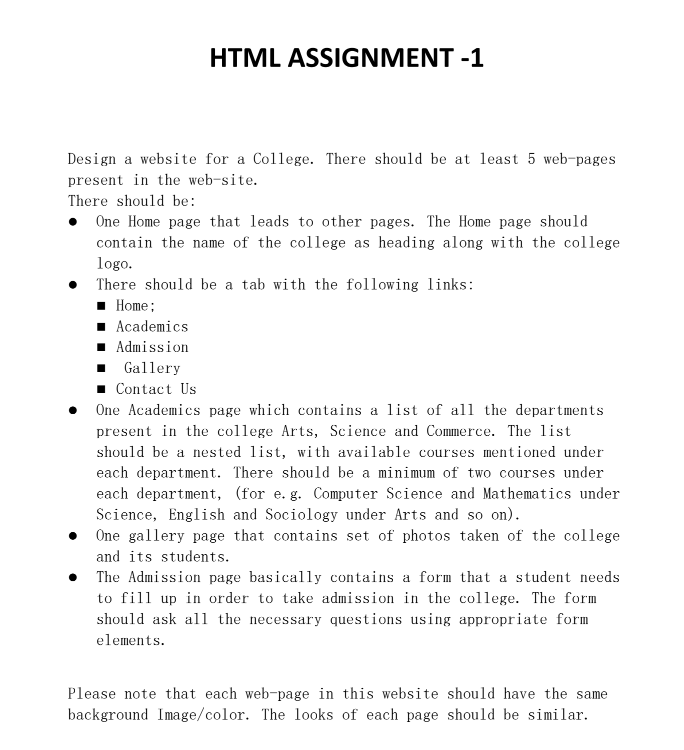 HTML ASSIGNMENT -1
Design a website for a College. There should be at least 5 web-pages
present in the web-site.
There should be:
● One Home page that leads to other pages. The Home page should
contain the name of the college as heading along with the college
logo.
● There should be a tab with the following links:
■ Home;
■ Academics
■ Admission
■ Gallery
■ Contact Us
● One Academics page which contains a list of all the departments
present in the college Arts, Science and Commerce. The list
should be a nested list, with available courses mentioned under
each department. There should be a minimum of two courses under
each department, (for e.g. Computer Science and Mathematics under
Science, English and Sociology under Arts and so on).
● One gallery page that contains set of photos taken of the college
and its students.
● The Admission page basically contains a form that a student needs
to fill up in order to take admission in the college. The form
should ask all the necessary questions using appropriate form
elements.
Please note that each web-page in this website should have the same
background Image/color. The looks of each page should be similar.